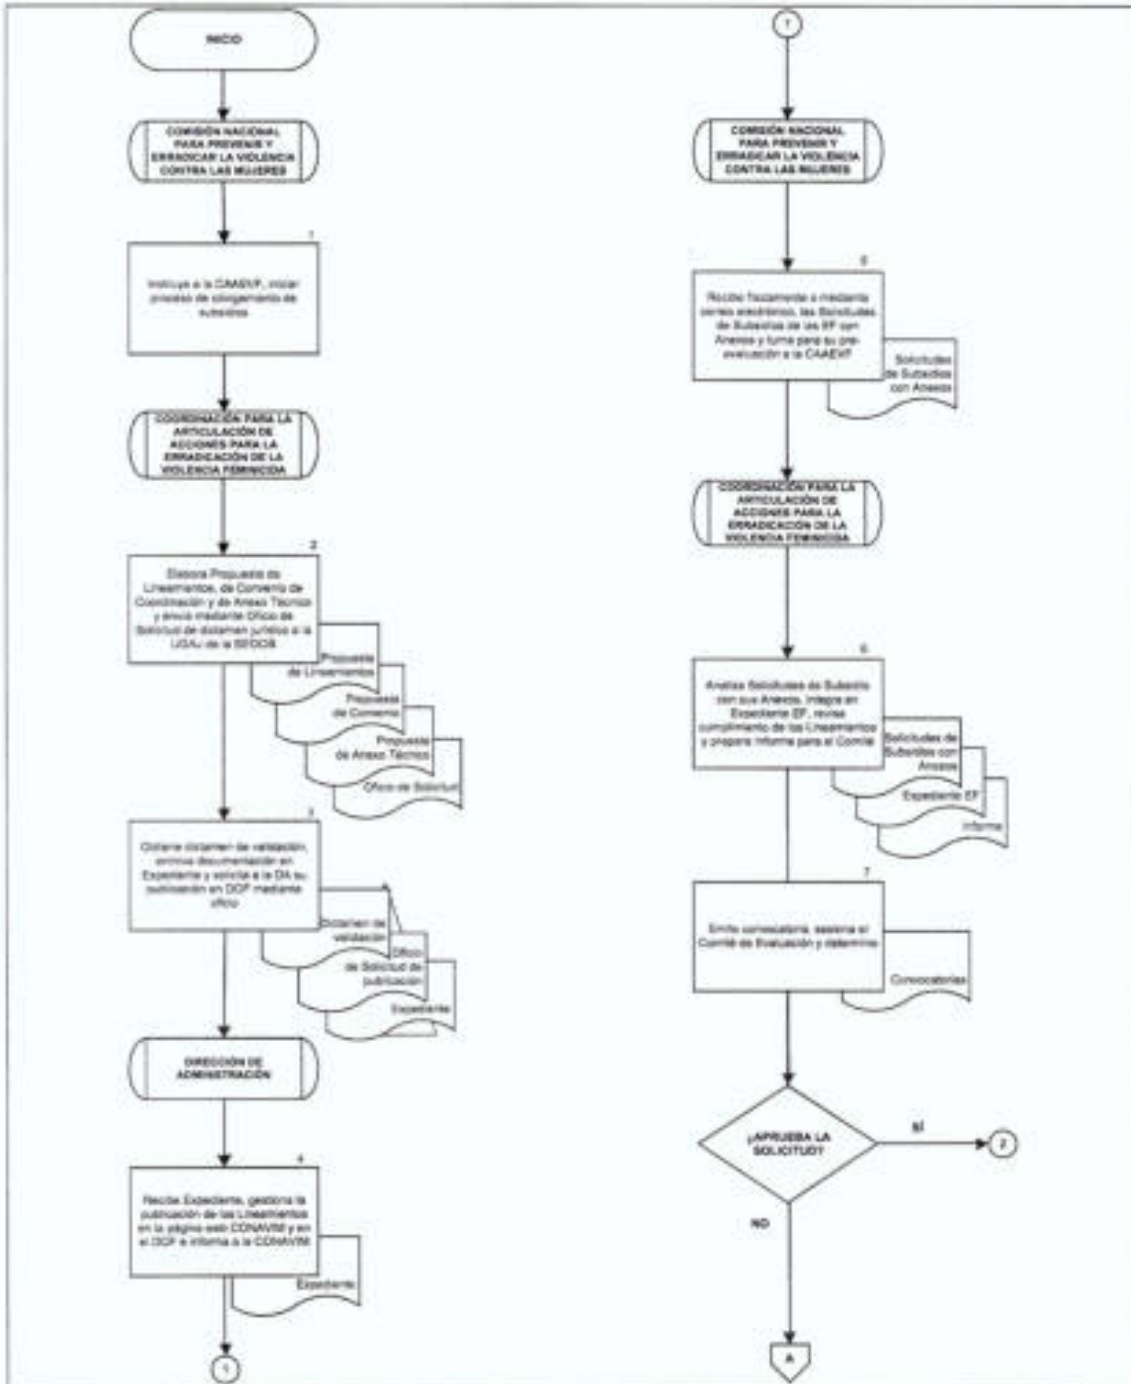 INICIO
COMISIÓN NACIONAL
PARA PREVENIR Y
ERRADICAR LA VIOLENCIA
CONTRA LAS MUJERES
1
Instruye a la CAAEVF, iniciar
proceso de otorgamiento de
subsidios
COORDINACIÓN PARA LA
ARTICULACIÓN DE
ACCIONES PARA LA
ERRADICACIÓN DE LA
VIOLENCIA FEMINICIDA
2
Elabora Propuesta de
Lineamientos, de Convenio de
Coordinación y de Anexo Técnico
y envía mediante Oficio de
Solicitud de dictamen jurídico a la
UGAJ de la SEGOB
Propuesta
de Lineamientos
Propuesta
de Convenio
Propuesta
de Anexo Técnico
Oficio de Solicitud
3
Obtiene dictamen de validación,
archiva documentación en
Expediente y solicita a la DA su
publicación en DOF mediante
oficio
Dictamen de
validación
Oficio
de Solicitud de
publicación
Expediente
DIRECCIÓN DE
ADMINISTRACIÓN
4
Recibe Expediente, gestiona la
publicación de los Lineamientos
en la página web CONAVIM y en
el DOF e informa a la CONAVIM
Expediente
1
1
COMISIÓN NACIONAL
PARA PREVENIR Y
ERRADICAR LA VIOLENCIA
CONTRA LAS MUJERES
5
Recibe físicamente o mediante
correo electrónico, las Solicitudes
de Subsidios de las EF con
Anexos y turna para su pre-
evaluación a la CAAEVF
Solicitudes
de Subsidios
con Anexos
COORDINACIÓN PARA LA
ARTICULACIÓN DE
ACCIONES PARA LA
ERRADICACIÓN DE LA
VIOLENCIA FEMINICIDA
6
Analiza Solicitudes de Subsidio
con sus Anexos, integra en
Expediente EF, revisa
cumplimiento de los Lineamientos
y prepara Informe para el Comité
Solicitudes de
Subsidios con
Anexos
Expediente EF
Informe
7
Emite convocatoria, sesiona el
Comité de Evaluación y determina
Convocatorias
¿APRUEBA LA
SOLICITUD?
SÍ
2
NO
A